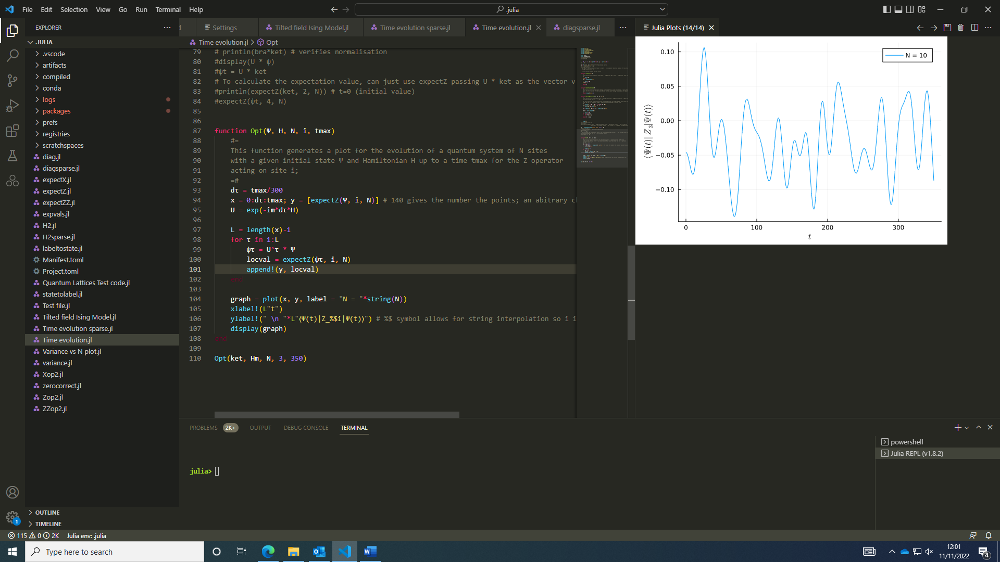 File Edit Selection View Go Run Terminal Help
.julia
EXPLORER
.JULIA
.vscode
artifacts
compiled
conda
logs
packages
prefs
registries
scratchspaces
diag.jl
diagsparse.jl
expectX.jl
expectZ.jl
expectZZ.jl
expvals.jl
H2.jl
H2sparse.jl
labeltostate.jl
Manifest.toml
Project.toml
Quantum Lattices Test code.jl
statetolabel.jl
Test file.jl
Tilted field Ising Model.jl
Time evolution sparse.jl
Time evolution.jl
Variance vs N plot.jl
variance.jl
Xop2.jl
zerocorrect.jl
Zop2.jl
ZZop2.jl
OUTLINE
TIMELINE
Settings Tilted field Ising Model.jl Time evolution sparse.jl Time evolution.jl diagsparse.jl
Time evolution.jl > Opt
79 # println(bra*ket) # verifies normalisation
80 #display(U * ψ)
81 #ψt = U * ket
82 # To calculate the expectation value, can just use expectZ passing U * ket as the vector v
83 #println(expectZ(ket, 2, N)) # t=0 (initial value)
84 #expectZ(ψt, 4, N)
85
86
87 function Opt(Ψ, H, N, i, tmax)
88 #=
89 This function generates a plot for the evolution of a quantum system of N sites
90 with a given initial state Ψ and Hamiltonian H up to a time tmax for the Z operator
91 acting on site i;
92 =#
93 dτ = tmax/300
94 x = 0:dτ:tmax; y = [expectZ(Ψ, i, N)] # 140 gives the number the points; an abitrary c
95 U = exp(-im*dτ*H)
96
97 L = length(x)-1
98 for τ in 1:L
99 ψτ = U^τ * Ψ
100 locval = expectZ(ψτ, i, N)
101 append!(y, locval)
102 end
103
104 graph = plot(x, y, label = "N = "*string(N))
105 xlabel!(L"t")
106 ylabel!(" \n "*L"⟨Ψ(t)|Z_%$i|Ψ(t)⟩") # %$ symbol allows for string interpolation so i i
107 display(graph)
108 end
109
110 Opt(ket, Hm, N, 3, 350)
Julia Plots (14/14)
N = 10
0.10
0.05
0.00
−0.05
−0.10
0 100 200 300
t
⟨Ψ(t)| Z₃|Ψ(t)⟩
PROBLEMS 2K+ OUTPUT DEBUG CONSOLE TERMINAL
julia>
powershell
Julia REPL (v1.8.2)
1
115 0 2K Julia env: .julia
Type here to search
12:01
11/11/2022
4